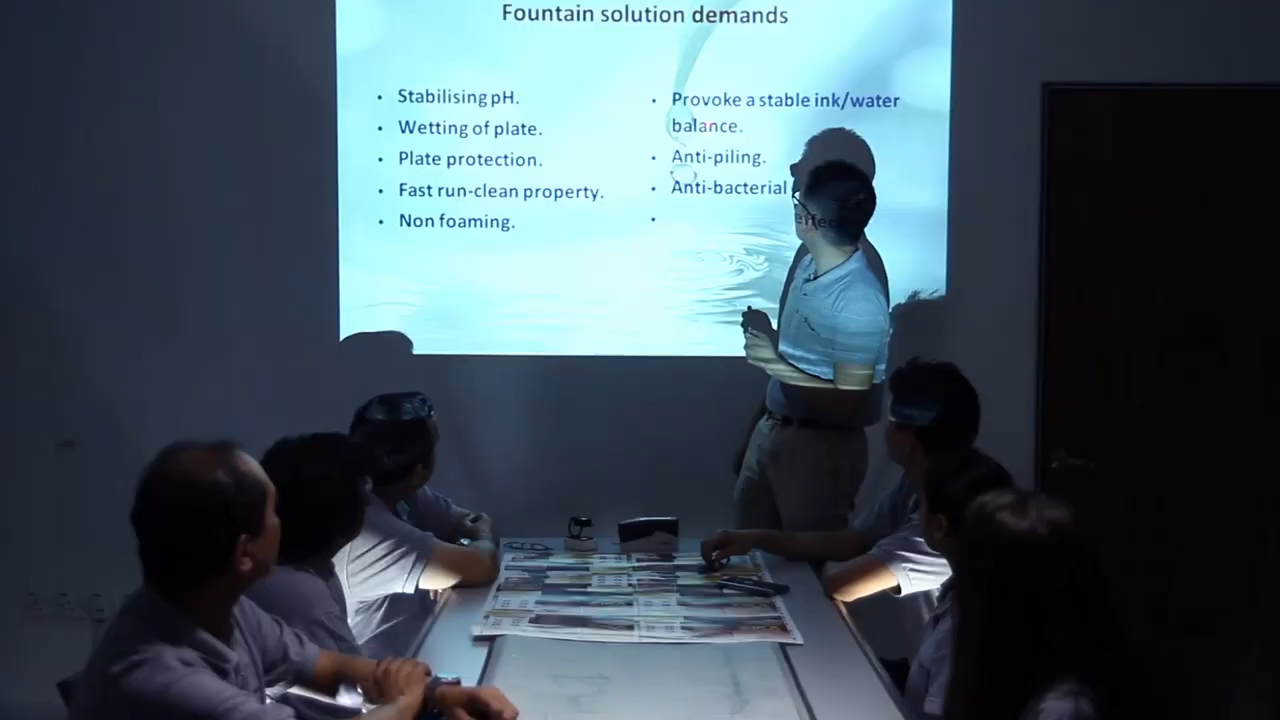 Fountain solution demands
• Stabilising pH.
• Wetting of plate.
• Plate protection.
• Fast run-clean property.
• Non foaming.
• Provoke a stable ink/water
balance.
• Anti-piling.
• Anti-bacterial
•